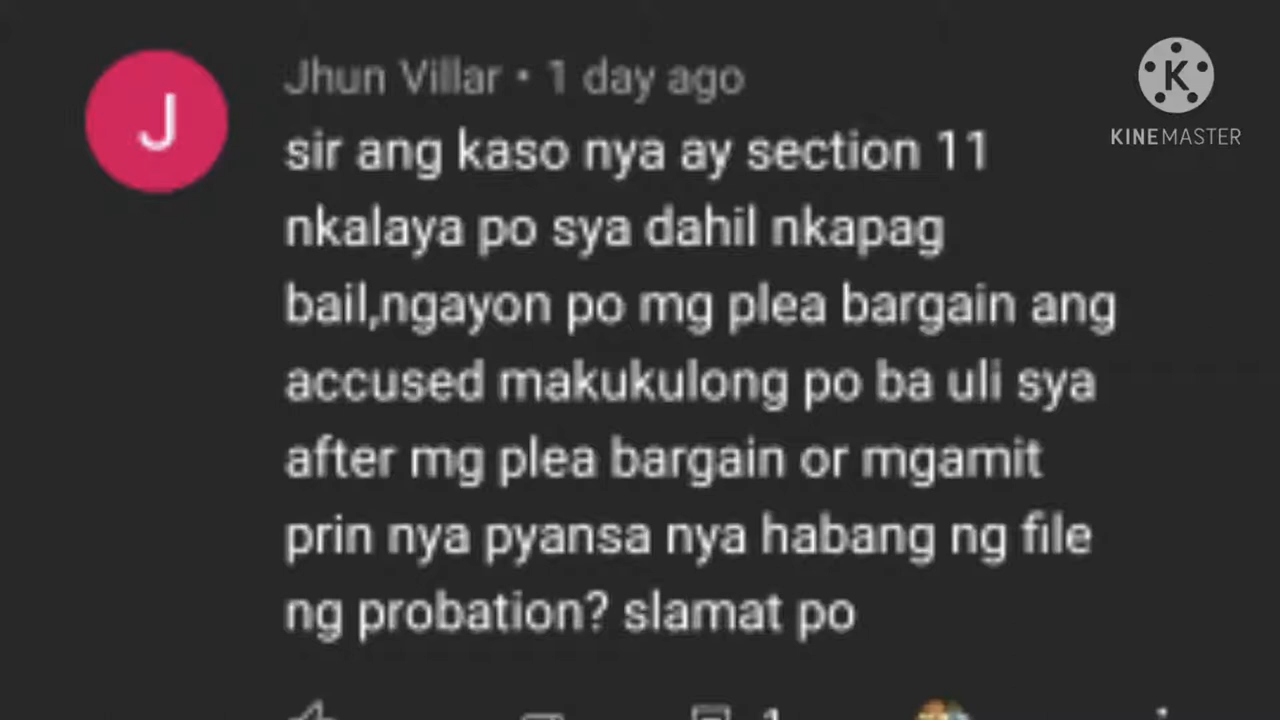 J
Jhun Villar • 1 day ago
sir ang kaso nya ay section 11
nkalaya po sya dahil nkapag
bail,ngayon po mg plea bargain ang
accused makukulong po ba uli sya
after mg plea bargain or mgamit
prin nya pyansa nya habang ng file
ng probation? slamat po
K
KINEMASTER